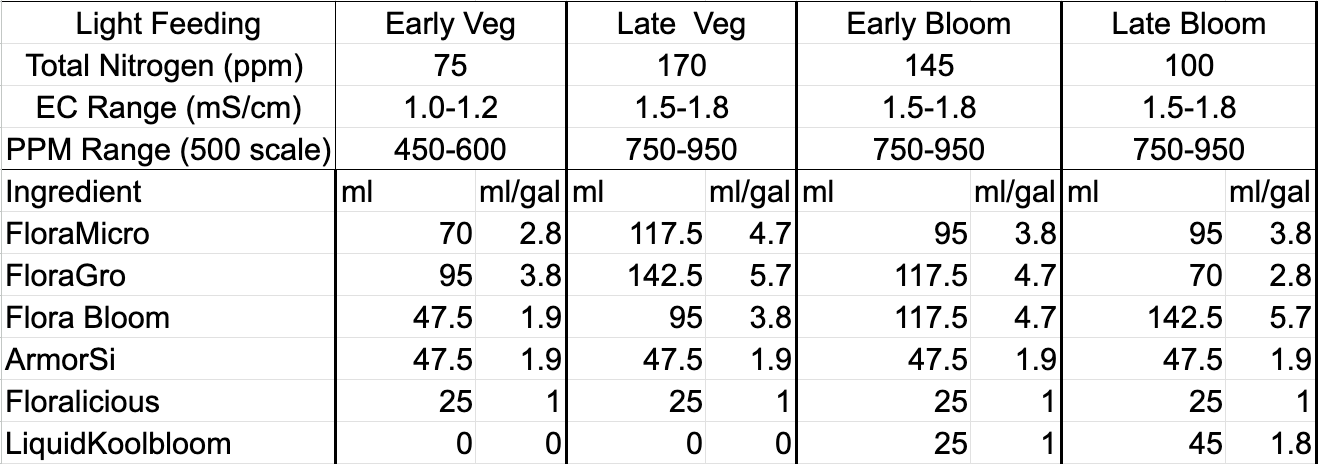 Light Feeding Early Veg Late Veg Early Bloom Late Bloom
Total Nitrogen (ppm) 75 170 145 100
EC Range (mS/cm) 1.0-1.2 1.5-1.8 1.5-1.8 1.5-1.8
PPM Range (500 scale) 450-600 750-950 750-950 750-950
Ingredient ml ml/gal ml ml/gal ml ml/gal ml ml/gal
FloraMicro 70 2.8 117.5 4.7 95 3.8 95 3.8
FloraGro 95 3.8 142.5 5.7 117.5 4.7 70 2.8
Flora Bloom 47.5 1.9 95 3.8 117.5 4.7 142.5 5.7
ArmorSi 47.5 1.9 47.5 1.9 47.5 1.9 47.5 1.9
Floralicious 25 1 25 1 25 1 25 1
LiquidKoolbloom 0 0 0 0 25 1 45 1.8